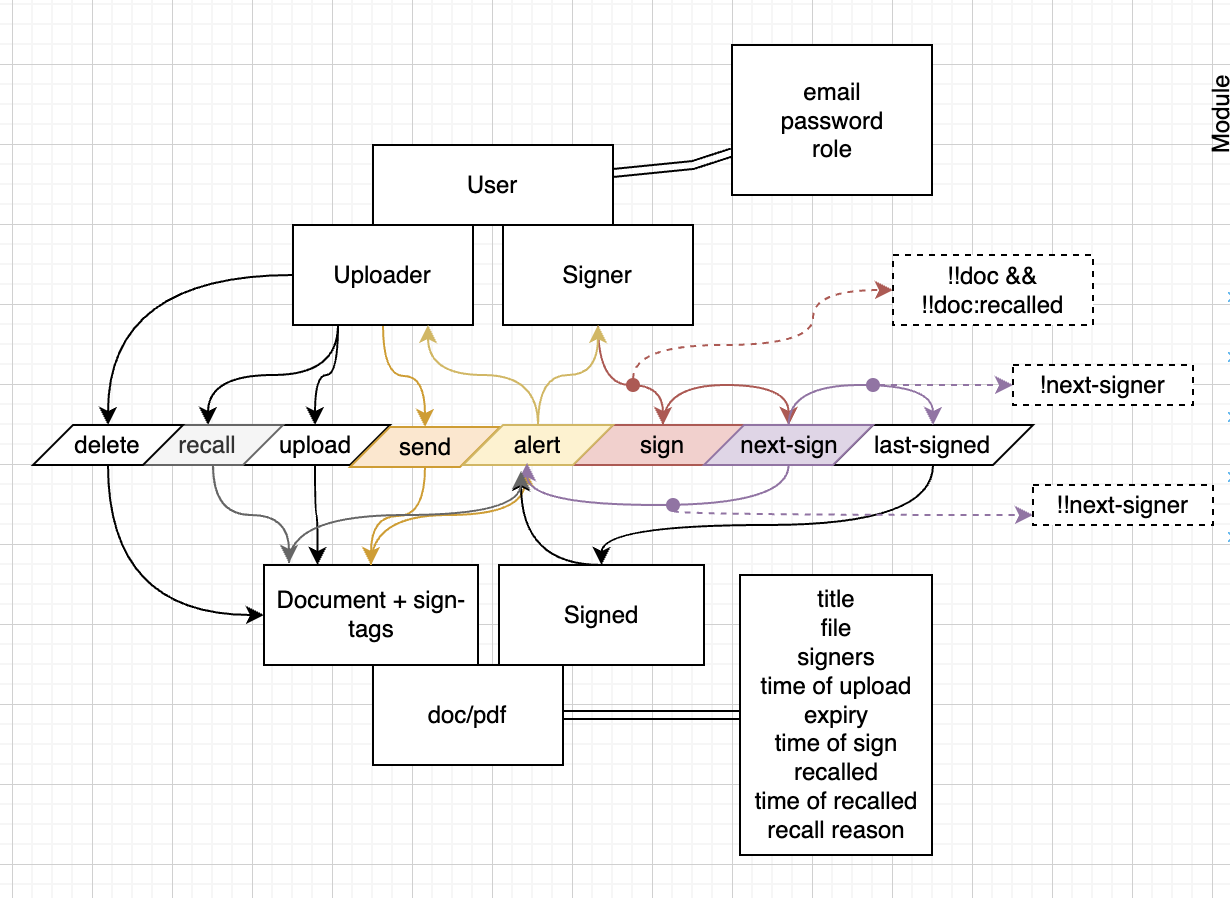 email
password
role
Module
User
Uploader
Signer
!!doc &&
!!doc:recalled
!next-signer
delete
recall
upload
send
alert
sign
next-sign
last-signed
!!next-signer
Document + sign-
tags
Signed
doc/pdf
title
file
signers
time of upload
expiry
time of sign
recalled
time of recalled
recall reason